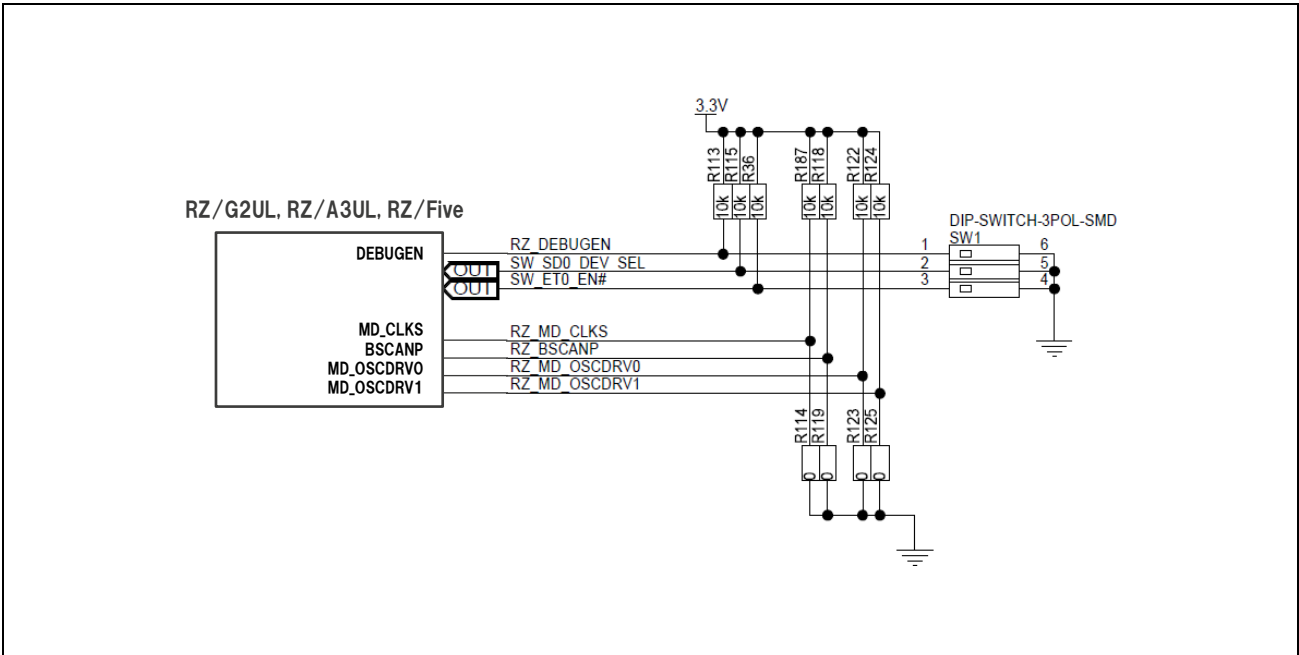 3.3V
R113
R115
R36
R187
R118
R122
R124
10k
10k
10k
10k
10k
10k
10k
RZ/G2UL, RZ/A3UL, RZ/Five
DIP-SWITCH-3POL-SMD
SW1
DEBUGEN
RZ_DEBUGEN
1
6
OUT
SW_SD0_DEV_SEL
2
5
OUT
SW_ET0_EN#
3
4
MD_CLKS
RZ_MD_CLKS
BSCANP
RZ_BSCANP
MD_OSCDRV0
RZ_MD_OSCDRV0
MD_OSCDRV1
RZ_MD_OSCDRV1
R114
R119
R123
R125
0
0
0
0